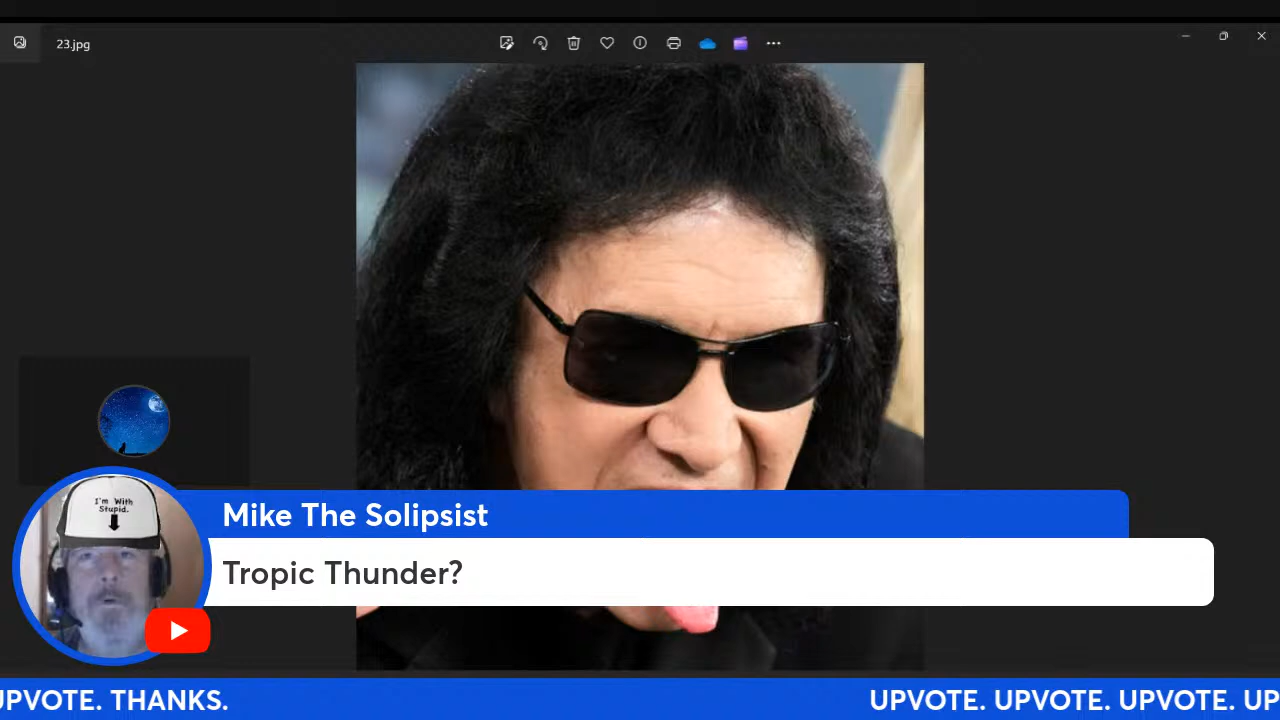 23.jpg
I'm With
Stupid.
Mike The Solipsist
Tropic Thunder?
UPVOTE. THANKS.
UPVOTE. UPVOTE. UPVOTE. UP